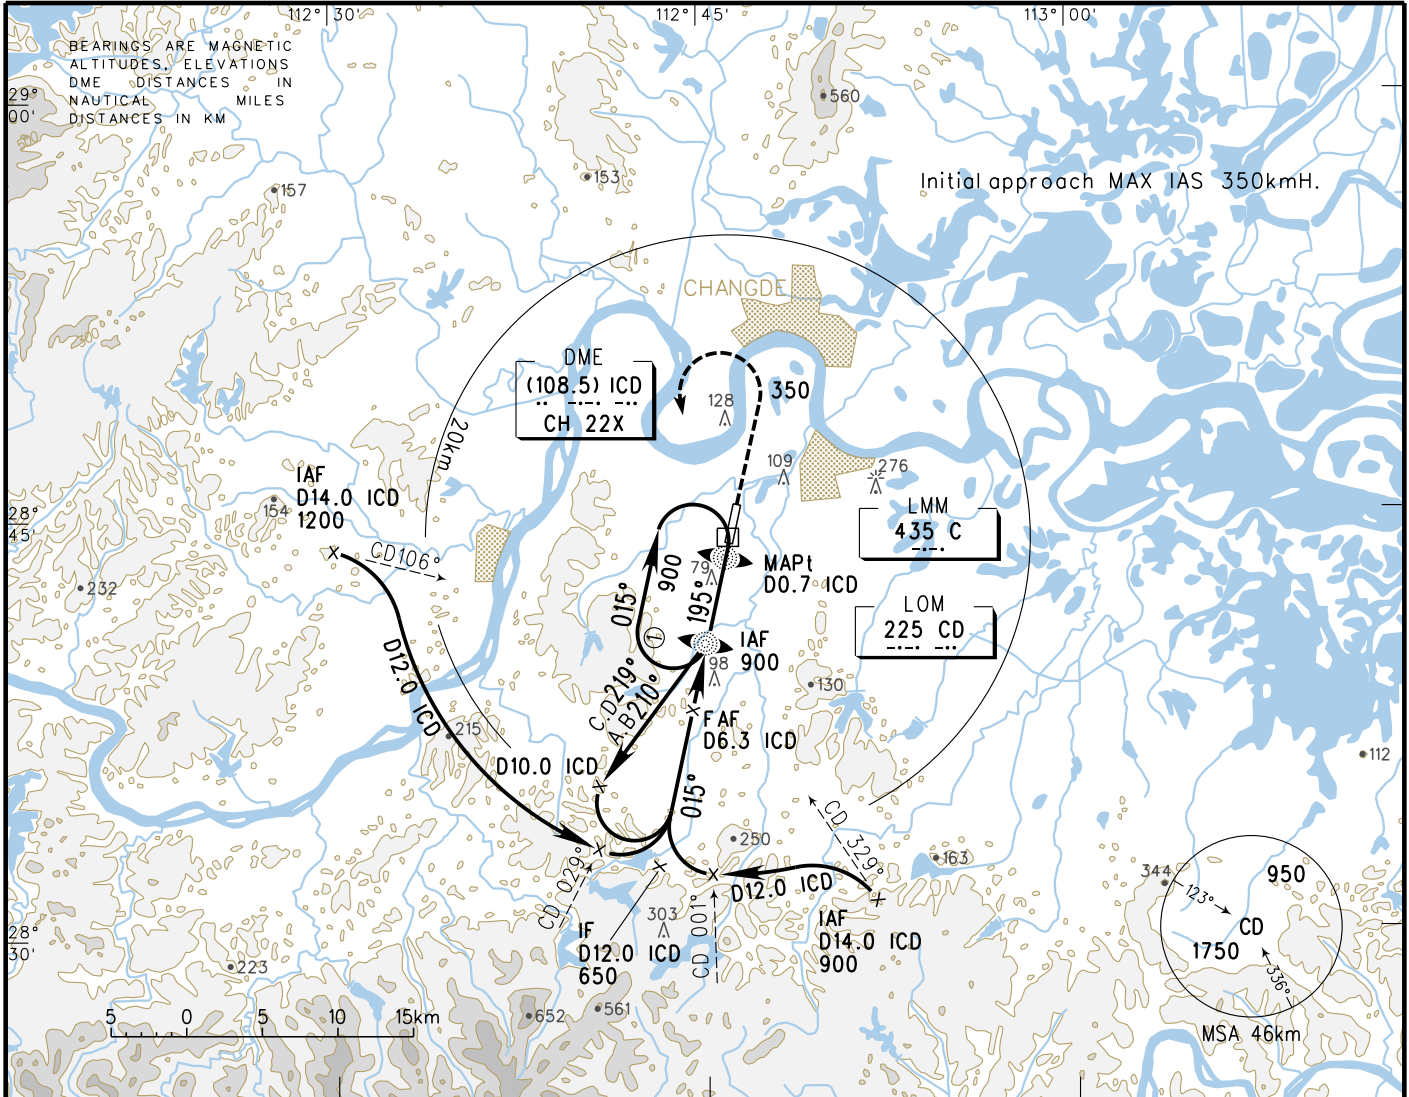 112°30'
112°45'
113°00'
BEARINGS ARE MAGNETIC
ALTITUDES, ELEVATIONS
DME DISTANCES IN
NAUTICAL MILES
DISTANCES IN KM
29°
00'
560
153
157
Initial approach MAX IAS 350kmH.
CHANGDE
DME
(108.5) ICD
CH 22X
350
128
20km
109
276
IAF
D14.0 ICD
1200
154
28°
45'
LMM
435 C
CD106°
900
79
MAPt
D0.7 ICD
232
015°
195°
LOM
225 CD
1
IAF
900
98
130
D12.0 ICD
C.D219°
A.B210°
FAF
D6.3 ICD
215
112
D10.0 ICD
015°
CD 329°
250
163
344
950
123°
CD
1750
336°
MSA 46km
CD 029°
D12.0 ICD
303
CD 001°
IAF
D14.0 ICD
900
IF
D12.0 ICD
650
28°
30'
223
561
652
5 0 5 10 15km